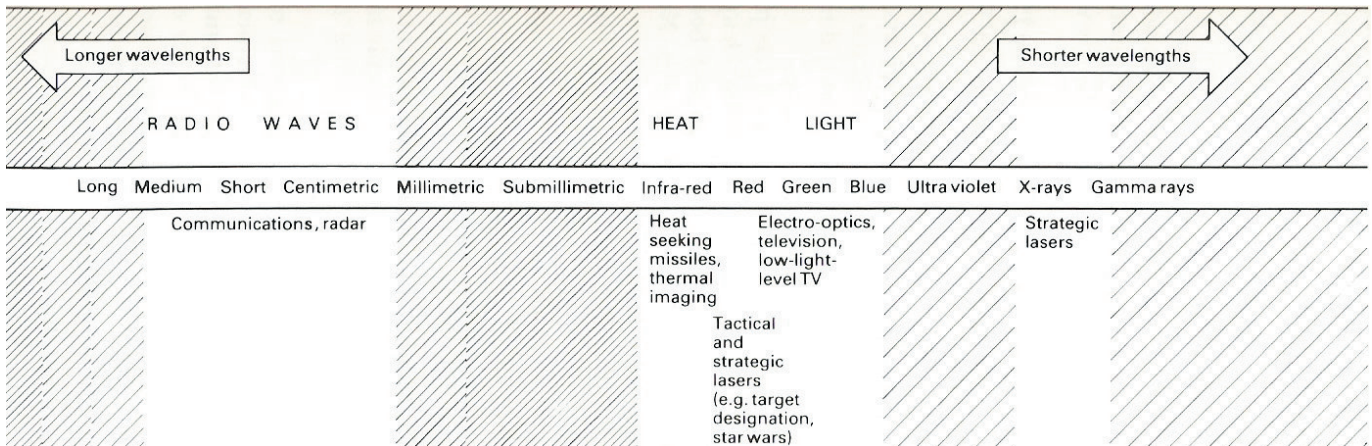 Longer wavelengths
Shorter wavelengths
RADIO WAVES
HEAT
LIGHT
Long Medium Short Centimetric Millimetric Submillimetric Infra-red Red Green Blue Ultra violet X-rays Gamma rays
Communications, radar
Heat
seeking
missiles,
thermal
imaging
Electro-optics,
television,
low-light-
level TV
Tactical
and
strategic
lasers
(e.g. target
designation,
star wars)
Strategic
lasers